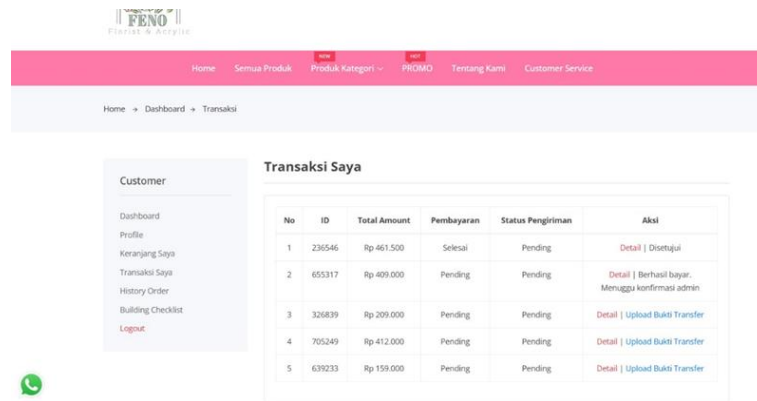 FENO
Florist & Acrylic
NEW
HOT
Home Semua Produk Produk Kategori PROMO Tentang Kami Customer Service
Home → Dashboard → Transaksi
Customer
Dashboard
Profile
Keranjang Saya
Transaksi Saya
History Order
Building Checklist
Logout
Transaksi Saya
No ID Total Amount Pembayaran Status Pengiriman Aksi
1 236546 Rp 461.500 Selesai Pending Detail | Disetujui
2 655317 Rp 409.000 Pending Pending Detail | Berhasil bayar.
Menuggu konfirmasi admin
3 326839 Rp 209.000 Pending Pending Detail | Upload Bukti Transfer
4 705249 Rp 412.000 Pending Pending Detail | Upload Bukti Transfer
5 639233 Rp 159.000 Pending Pending Detail | Upload Bukti Transfer